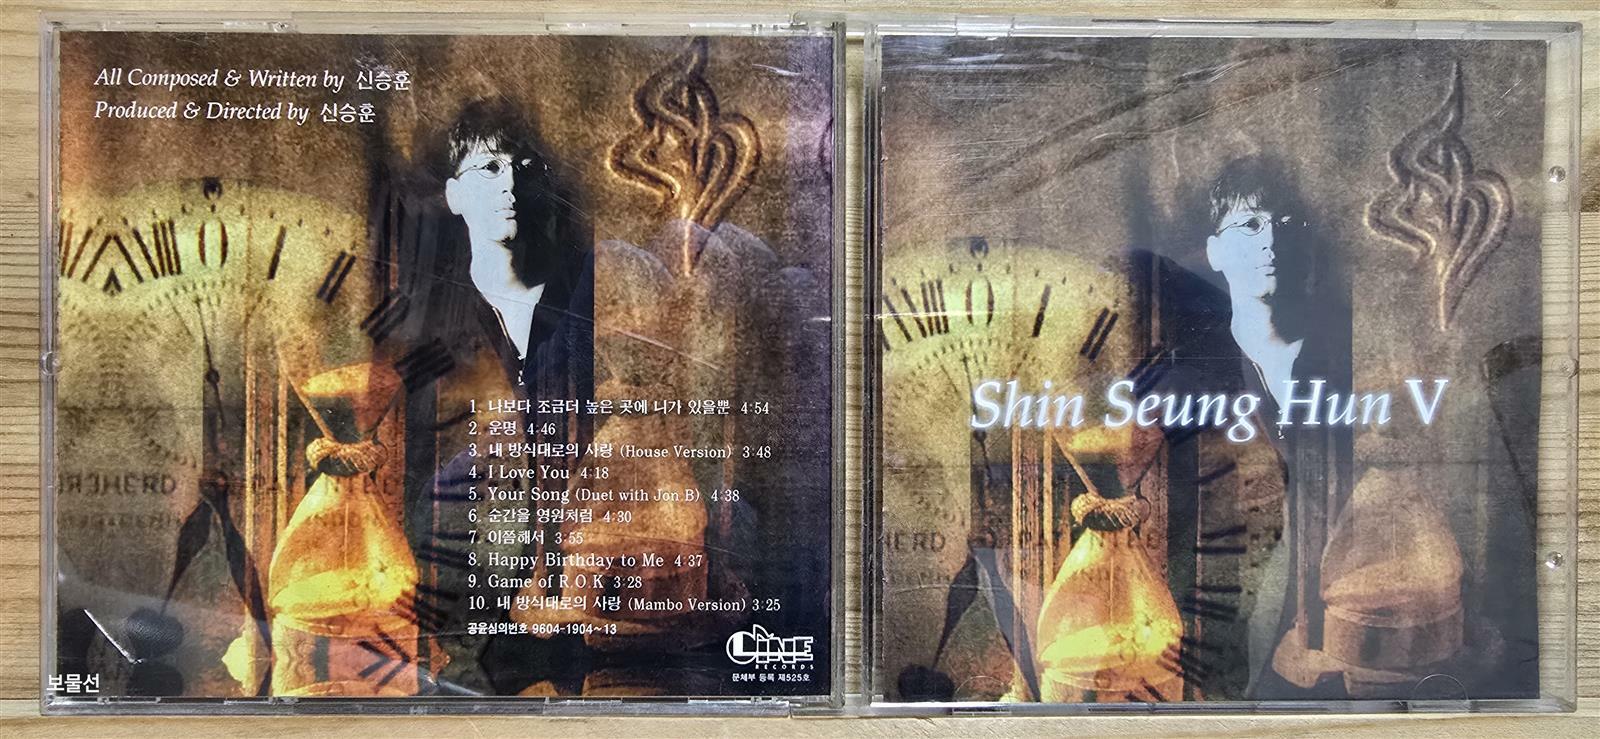 All Composed & Written by 신승훈
Produced & Directed by 신승훈
1. 나보다 조금더 높은 곳에 니가 있을뿐 4:54
2. 운명 4:46
3. 내 방식대로의 사랑 (House Version) 3:48
4. I Love You 4:18
5. Your Song (Duet with Jon B) 4:38
6. 순간을 영원처럼 4:30
7. 이쯤해서 3:55
8. Happy Birthday to Me 4:37
9. Game of R.O.K 3:28
10. 내 방식대로의 사랑 (Mambo Version) 3:25
공윤심의번호 9604-1904~13
LINE
RECORDS
문체부 등록 제525호
보물선
Shin Seung Hun V